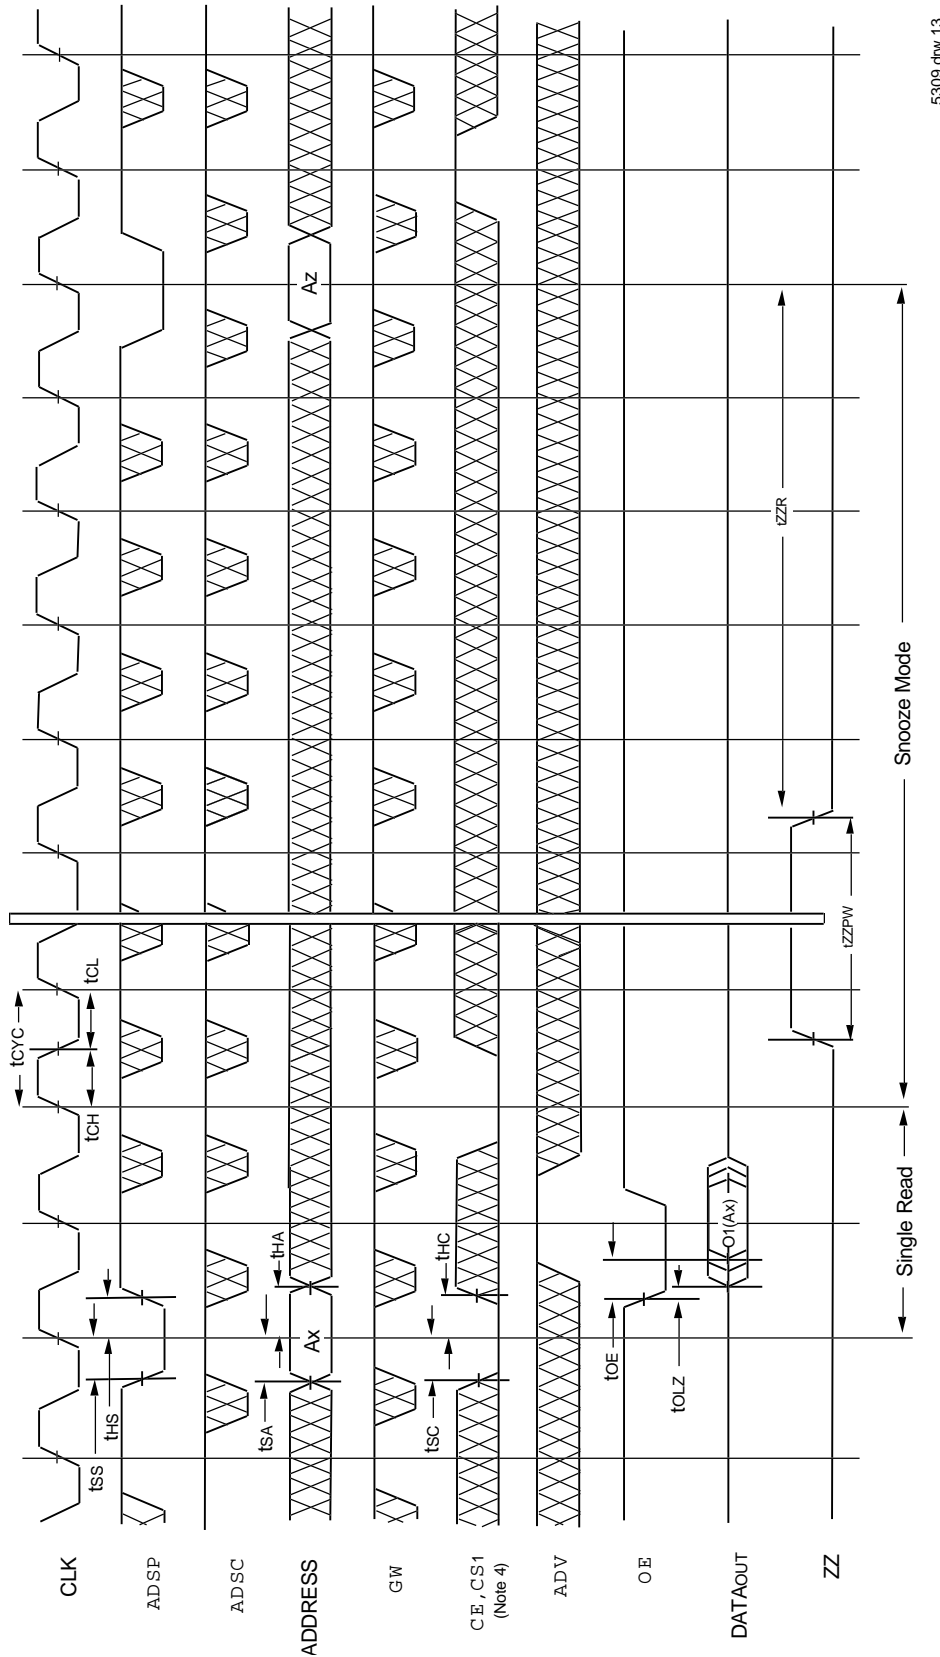 CLK
ADSP
ADSC
ADDRESS
GW
CE, CS1
(Note 4)
ADV
OE
DATAOUT
ZZ
tCYC
tCH
tCL
tSS
tHS
tSA
tHA
Ax
Az
tSC
tHC
tOE
tOLZ
O1(Ax)
tZZPW
tZZR
Single Read
Snooze Mode
5309 drw 13